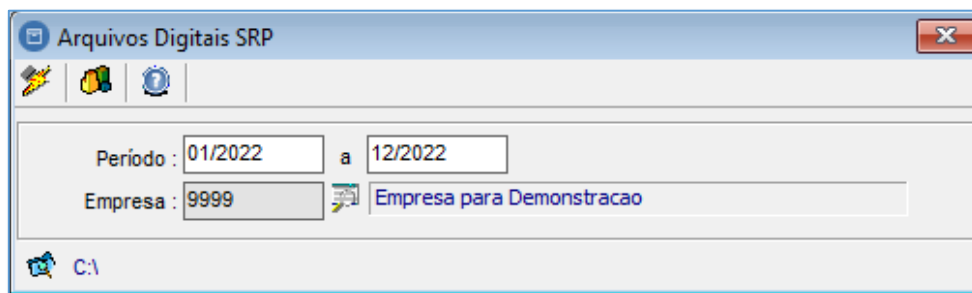 Arquivos Digitais SRP
Período : 01/2022 a 12/2022
Empresa : 9999 Empresa para Demonstracao
C:\